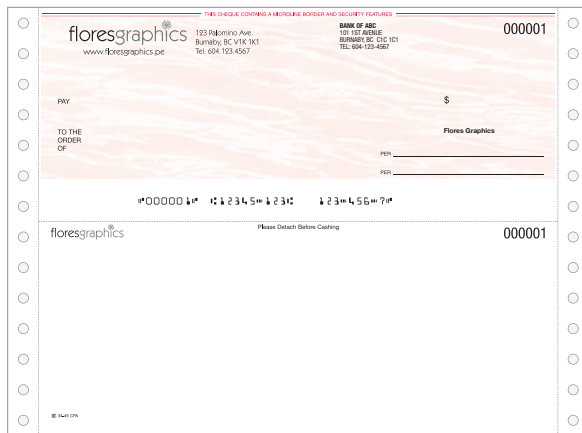 THIS CHEQUE CONTAINS A MICROLINE BORDER AND SECURITY FEATURES
floresgraphics
www.floresgraphics.pe
123 Palomino Ave.
Burnaby, BC V1K 1K1
Tel. 604.123.4567
BANK OF ABC
101 1ST AVENUE
BURNABY, BC C1C 1C1
TEL: 604-123-4567
000001
PAY
$
TO THE
ORDER
OF
Flores Graphics
PER
PER
⑈000001⑈ ⑆12345⑉123⑆ 123⑉456⑉7⑈
floresgraphics
Please Detach Before Cashing
000001